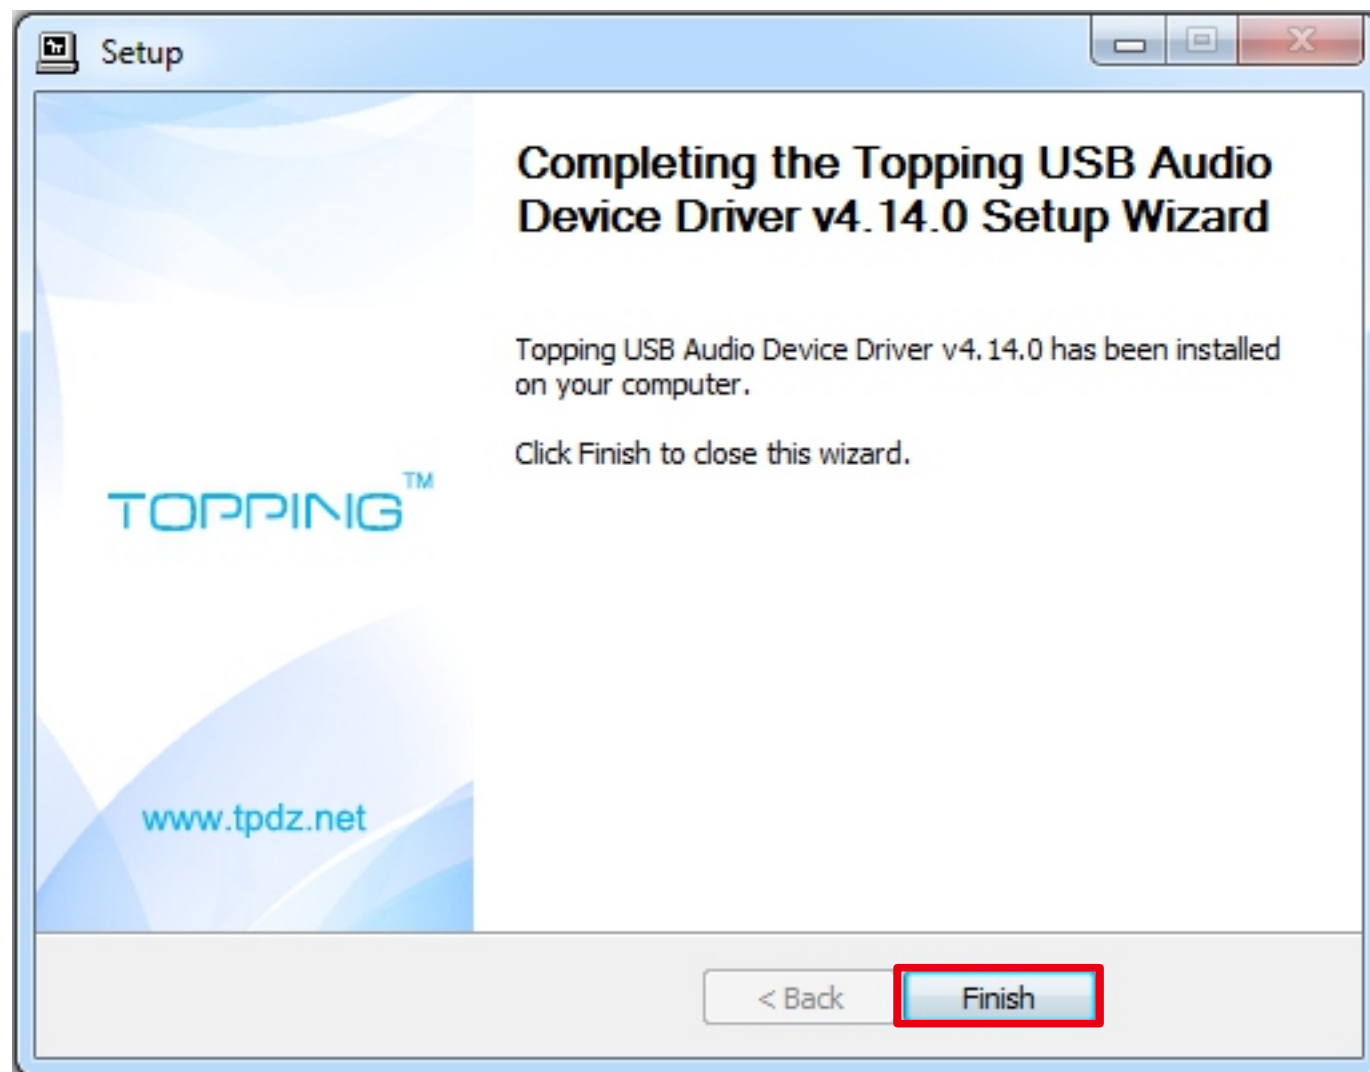 Setup
Completing the Topping USB Audio
Device Driver v4.14.0 Setup Wizard
Topping USB Audio Device Driver v4.14.0 has been installed
on your computer.
Click Finish to close this wizard.
TOPPING™
www.tpdz.net
< Back
Finish